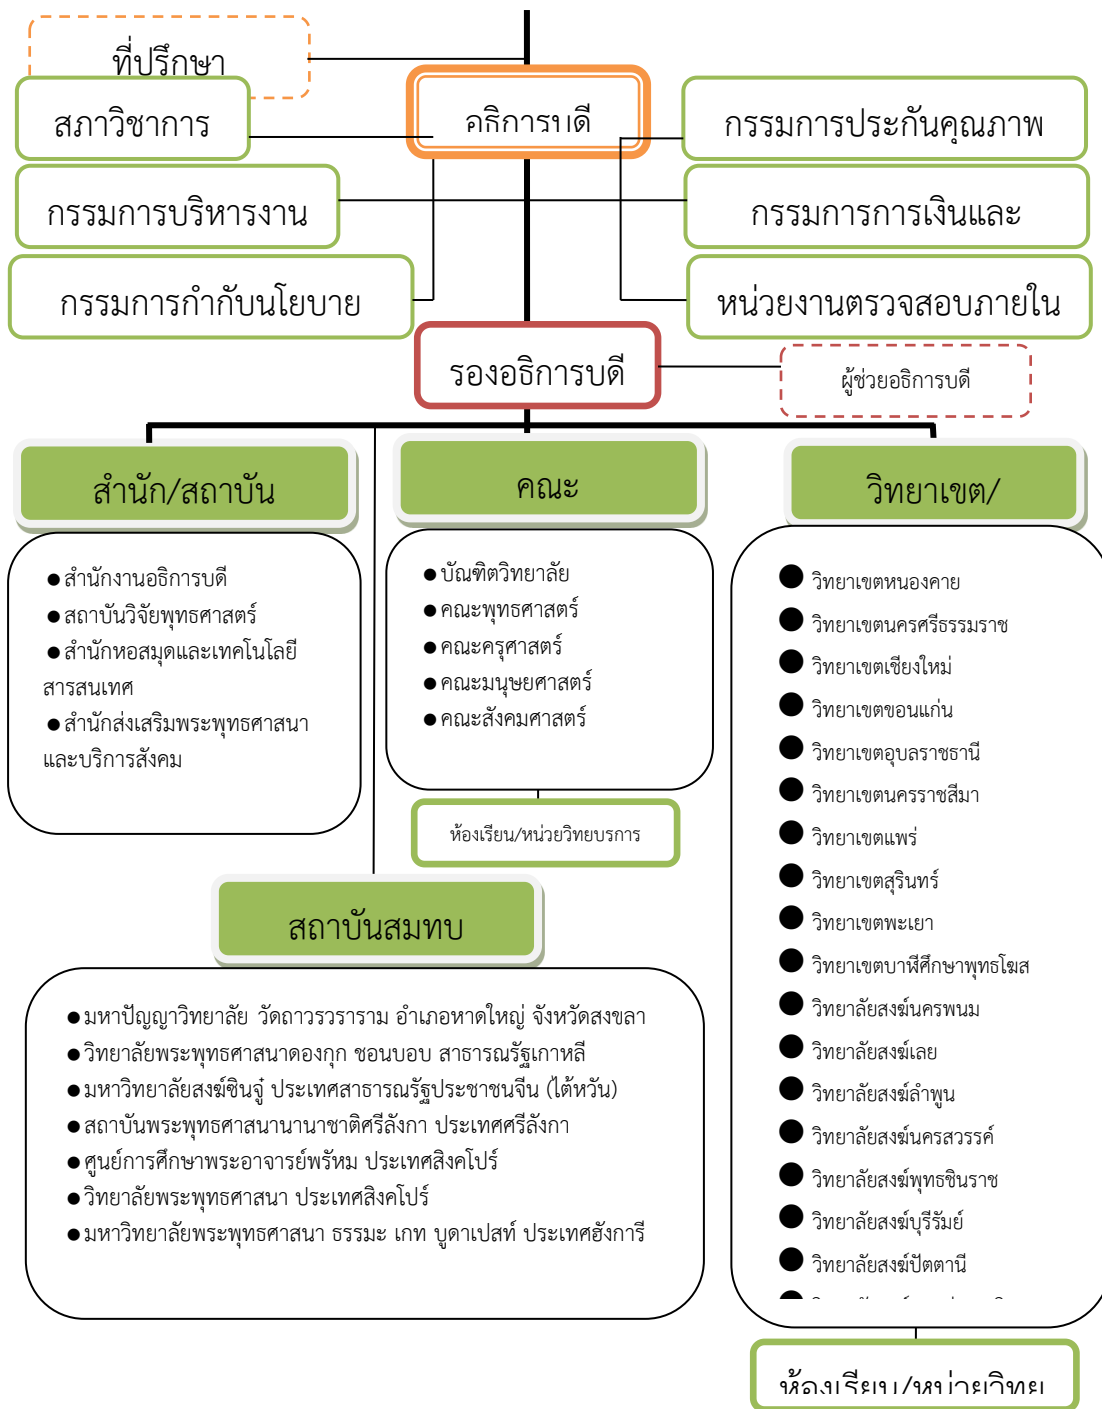 ที่ปรึกษา
สภาวิชาการ
อธิการบดี
กรรมการประกันคุณภาพ
กรรมการบริหารงาน
กรรมการการเงินและ
กรรมการกำกับนโยบาย
หน่วยงานตรวจสอบภายใน
รองอธิการบดี
ผู้ช่วยอธิการบดี
สำนัก/สถาบัน
คณะ
วิทยาเขต/
●สำนักงานอธิการบดี
●สถาบันวิจัยพุทธศาสตร์
●สำนักหอสมุดและเทคโนโลยี
สารสนเทศ
●สำนักส่งเสริมพระพุทธศาสนา
และบริการสังคม
●บัณฑิตวิทยาลัย
●คณะพุทธศาสตร์
●คณะครุศาสตร์
●คณะมนุษยศาสตร์
●คณะสังคมศาสตร์
ห้องเรียน/หน่วยวิทยบรการ
● วิทยาเขตหนองคาย
● วิทยาเขตนครศรีธรรมราช
● วิทยาเขตเชียงใหม่
● วิทยาเขตขอนแก่น
● วิทยาเขตอุบลราชธานี
● วิทยาเขตนครราชสีมา
● วิทยาเขตแพร่
● วิทยาเขตสุรินทร์
● วิทยาเขตพะเยา
● วิทยาเขตบาฬีศึกษาพุทธโฆส
● วิทยาลัยสงฆ์นครพนม
● วิทยาลัยสงฆ์เลย
● วิทยาลัยสงฆ์ลำพูน
● วิทยาลัยสงฆ์นครสวรรค์
● วิทยาลัยสงฆ์พุทธชินราช
● วิทยาลัยสงฆ์บุรีรัมย์
● วิทยาลัยสงฆ์ปัตตานี
สถาบันสมทบ
●มหาปัญญาวิทยาลัย วัดถาวรวราราม อำเภอหาดใหญ่ จังหวัดสงขลา
●วิทยาลัยพระพุทธศาสนาดองกุก ชอนบอบ สาธารณรัฐเกาหลี
●มหาวิทยาลัยสงฆ์ซินจู๋ ประเทศสาธารณรัฐประชาชนจีน (ไต้หวัน)
●สถาบันพระพุทธศาสนานานาชาติศรีลังกา ประเทศศรีลังกา
●ศูนย์การศึกษาพระอาจารย์พรัหม ประเทศสิงคโปร์
●วิทยาลัยพระพุทธศาสนา ประเทศสิงคโปร์
●มหาวิทยาลัยพระพุทธศาสนา ธรรมะ เกท บูดาเปสท์ ประเทศฮังการี
ห้องเรียน/หน่วยวิทย